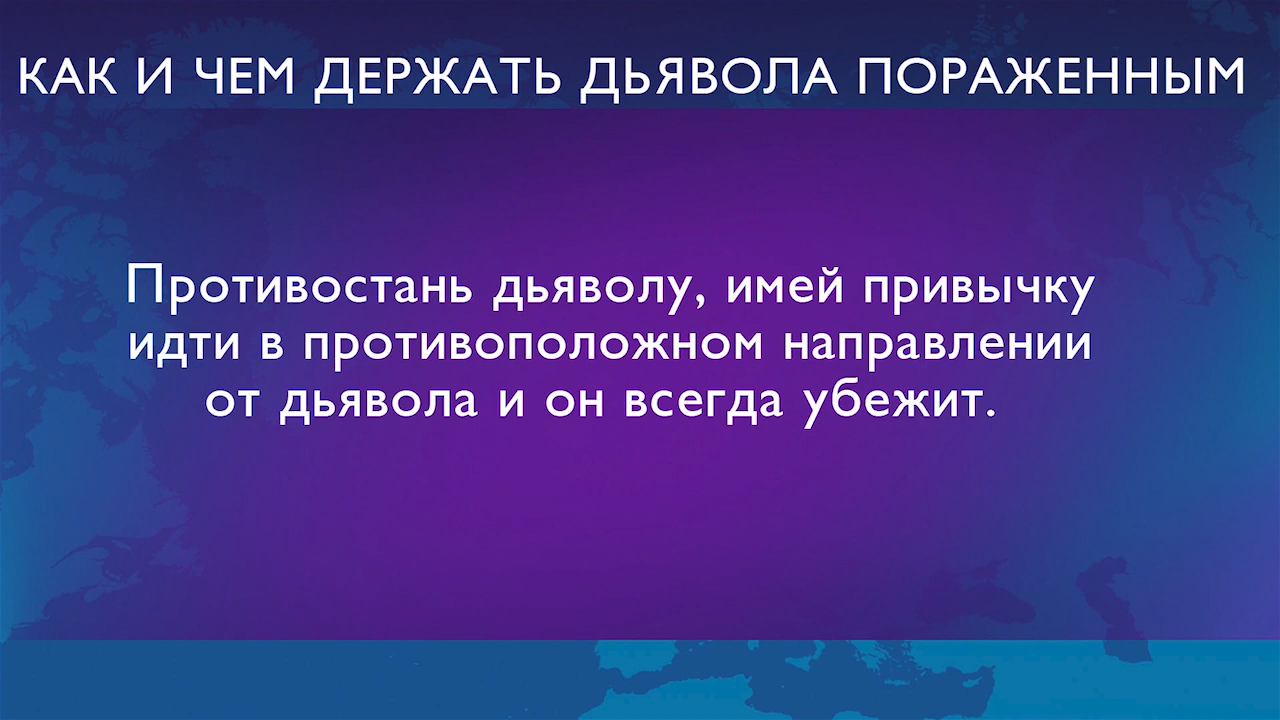 КАК И ЧЕМ ДЕРЖАТЬ ДЬЯВОЛА ПОРАЖЕННЫМ
Противостань дьяволу, имей привычку
идти в противоположном направлении
от дьявола и он всегда убежит.